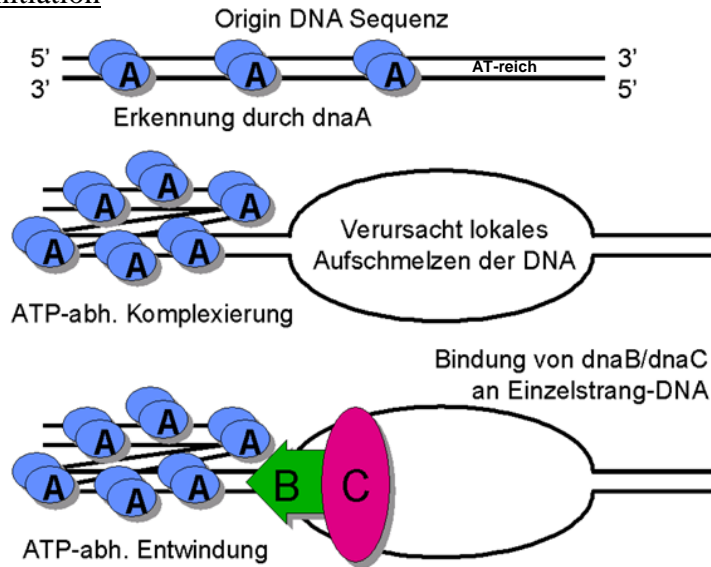 Origin DNA Sequenz
5’ 3’
A A A AT-reich
3’ 5’
Erkennung durch dnaA
A
A A
A A A
Verursacht lokales
Aufschmelzen der DNA
ATP-abh. Komplexierung
Bindung von dnaB/dnaC
an Einzelstrang-DNA
A
A A
A A A
B C
ATP-abh. Entwindung